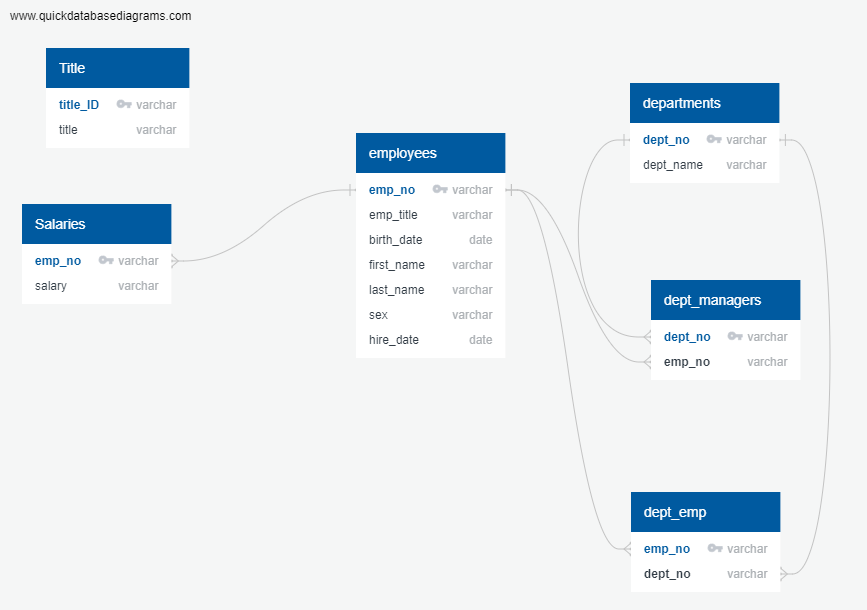 www.quickdatabasediagrams.com
Title
title_ID varchar
title varchar
Salaries
emp_no varchar
salary varchar
employees
emp_no varchar
emp_title varchar
birth_date date
first_name varchar
last_name varchar
sex varchar
hire_date date
departments
dept_no varchar
dept_name varchar
dept_managers
dept_no varchar
emp_no varchar
dept_emp
emp_no varchar
dept_no varchar